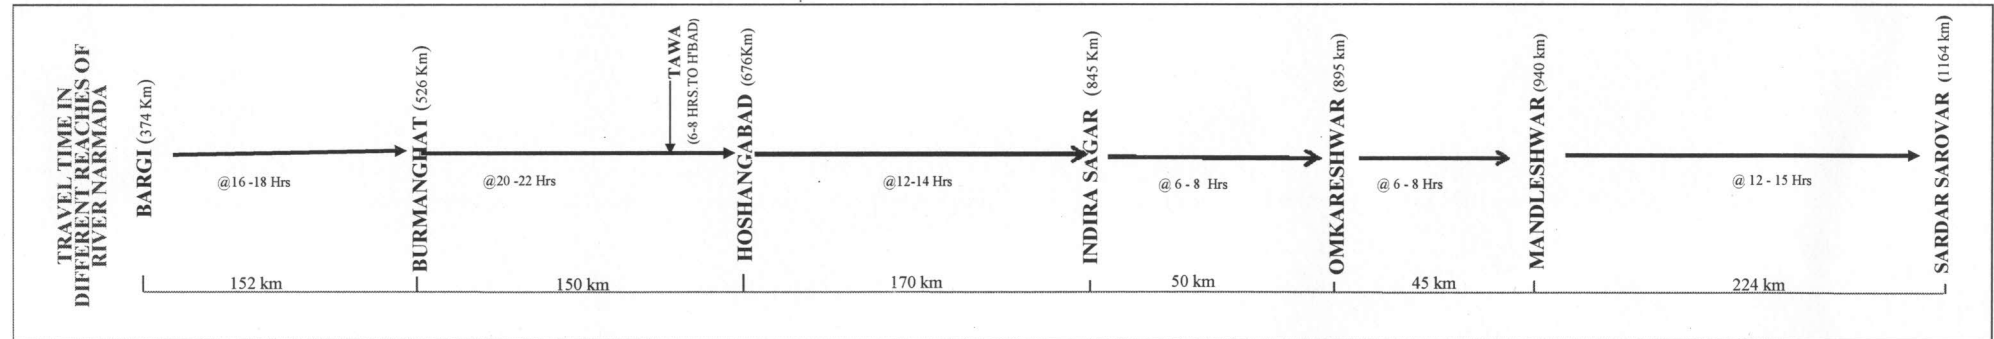 TRAVEL TIME IN
DIFFERENT REACHES OF
RIVER NARMADA
BARGI (374 Km)
BURMANGHAT (526 Km)
TAWA
(6-8 HRS.TO H'BAD)
HOSHANGABAD (676Km)
INDIRA SAGAR (845 Km)
OMKARESHWAR (895 km)
MANDLESHWAR (940 km)
SARDAR SAROVAR (1164 km)
@16 -18 Hrs
@20 -22 Hrs
@12-14 Hrs
@ 6 - 8 Hrs
@ 6 - 8 Hrs
@ 12 - 15 Hrs
152 km
150 km
170 km
50 km
45 km
224 km